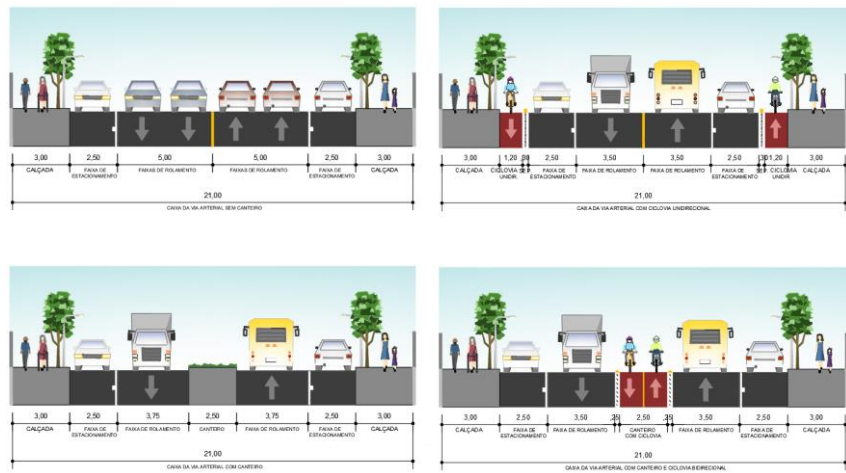 3,00 2,50 5,00 5,00 2,50 3,00
CALÇADA FAIXA DE ESTACIONAMENTO FAIXAS DE ROLAMENTO FAIXAS DE ROLAMENTO FAIXA DE ESTACIONAMENTO CALÇADA
21,00
CAIXA DA VIA ARTERIAL SEM CANTEIRO
3,00 1,20 ,30 2,50 3,50 3,50 2,50 ,30 1,20 3,00
CALÇADA CICLOVIA UNIDIR. SEP. FAIXA DE ESTACIONAMENTO FAIXA DE ROLAMENTO FAIXA DE ROLAMENTO FAIXA DE ESTACIONAMENTO SEP. CICLOVIA UNIDIR. CALÇADA
21,00
CAIXA DA VIA ARTERIAL COM CICLOVIA UNIDIRECIONAL
3,00 2,50 3,75 2,50 3,75 2,50 3,00
CALÇADA FAIXA DE ESTACIONAMENTO FAIXA DE ROLAMENTO CANTEIRO FAIXA DE ROLAMENTO FAIXA DE ESTACIONAMENTO CALÇADA
21,00
CAIXA DA VIA ARTERIAL COM CANTEIRO
3,00 2,50 3,50 ,25 2,50 ,25 3,50 2,50 3,00
CALÇADA FAIXA DE ESTACIONAMENTO FAIXA DE ROLAMENTO CANTEIRO COM CICLOVIA FAIXA DE ROLAMENTO FAIXA DE ESTACIONAMENTO CALÇADA
21,00
CAIXA DA VIA ARTERIAL COM CANTEIRO E CICLOVIA BIDIRECIONAL